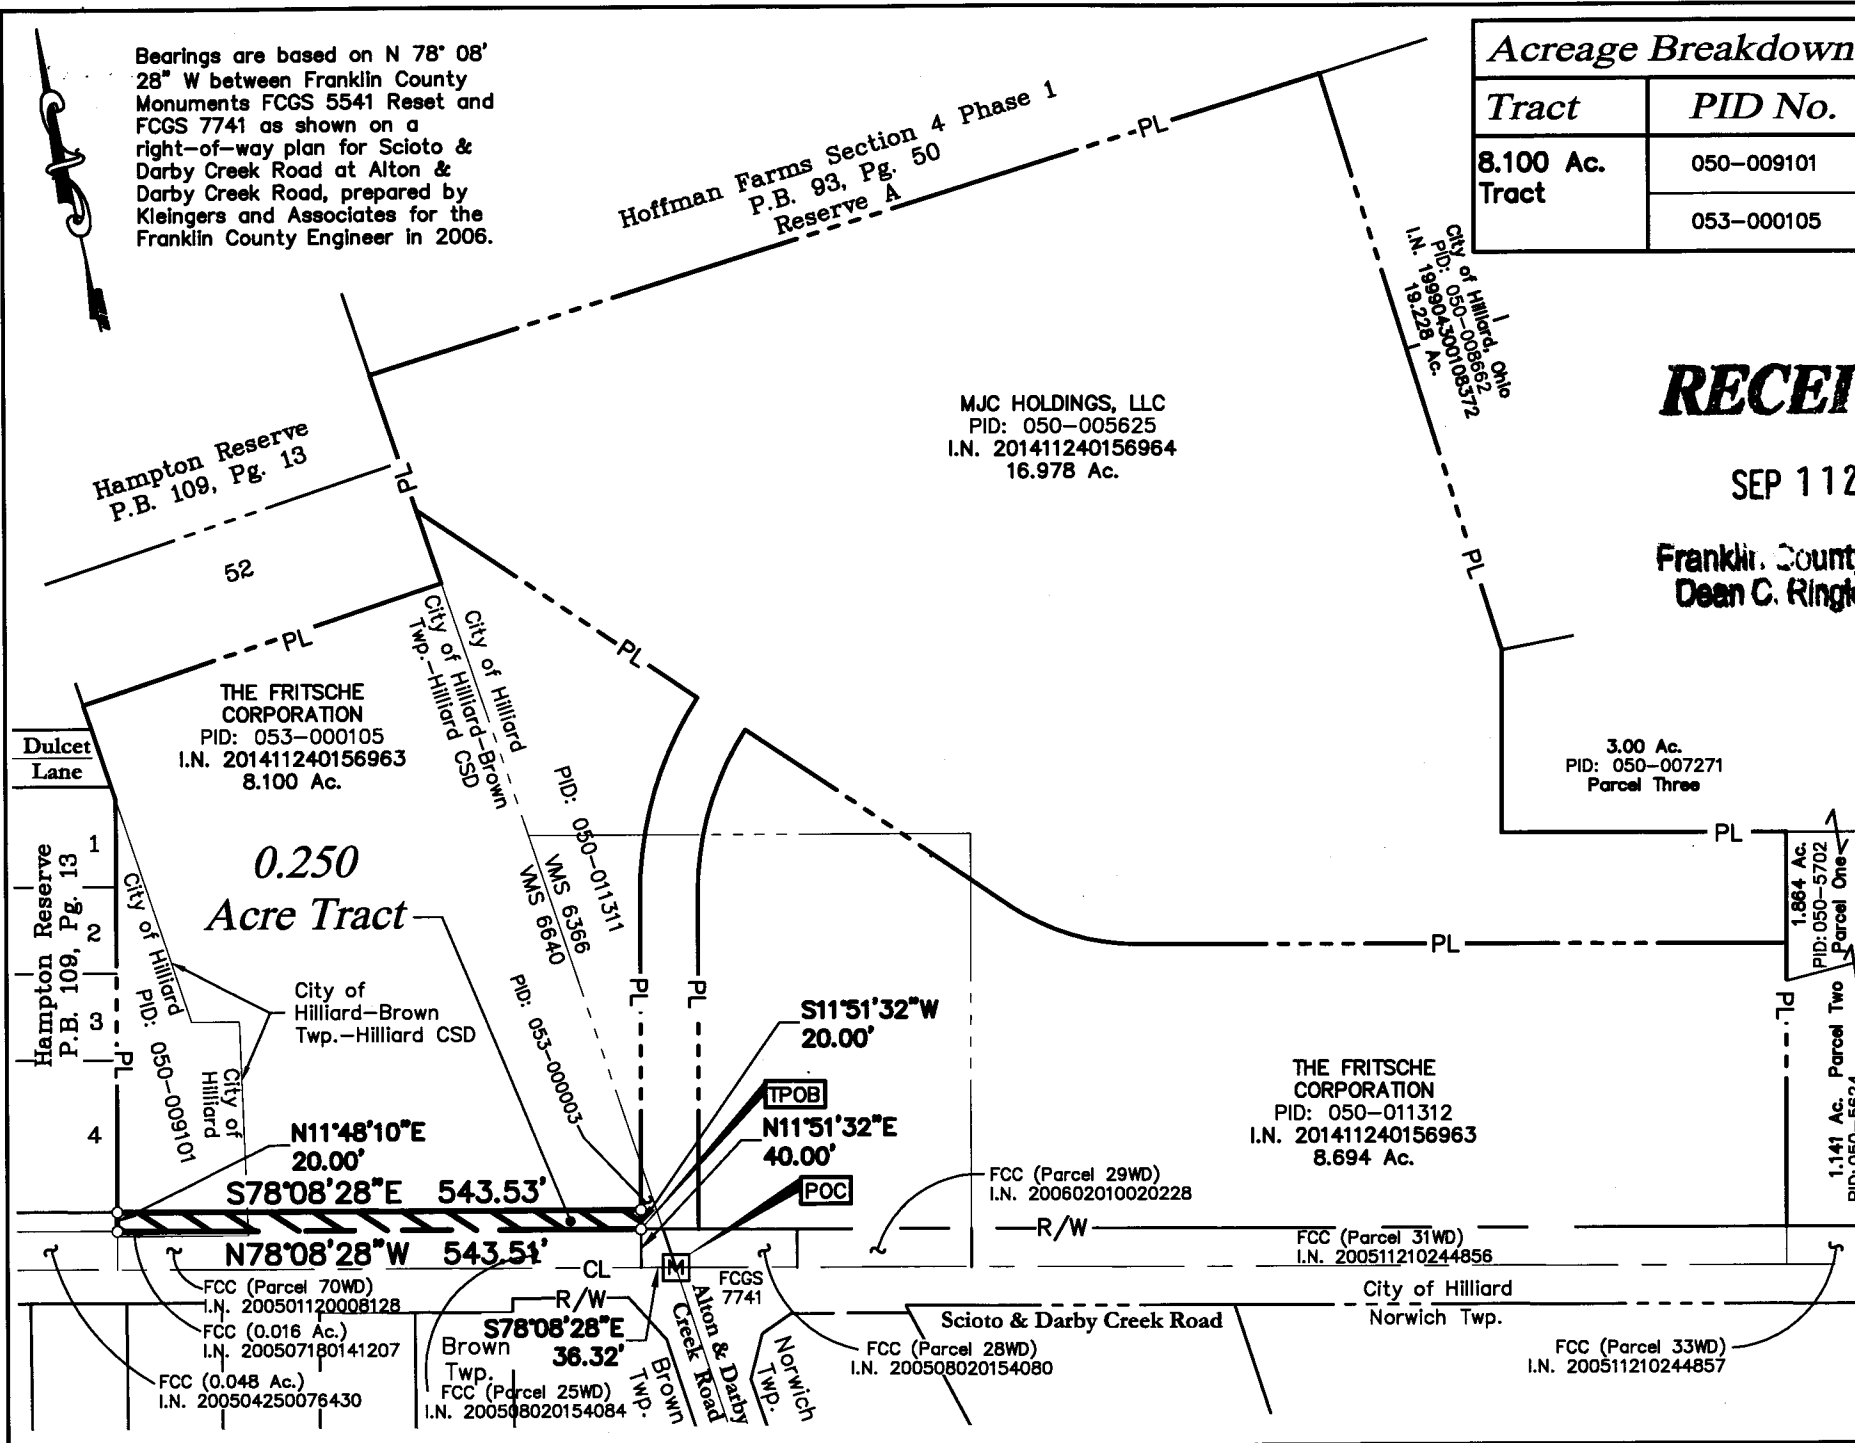 Bearings are based on N 78° 08'
28" W between Franklin County
Monuments FCGS 5541 Reset and
FCGS 7741 as shown on a
right-of-way plan for Scioto &
Darby Creek Road at Alton &
Darby Creek Road, prepared by
Kleingers and Associates for the
Franklin County Engineer in 2006.
Acreage Breakdown
Tract
PID No.
8.100 Ac.
Tract
050-009101
053-000105
Hoffman Farms Section 4 Phase 1
P.B. 93, Pg. 50
Reserve A
PL
City of Hilliard, Ohio
PID: 050-008662
I.N. 199904300108372
19.228 Ac.
SEP 11 2
Dean C.
MJC HOLDINGS, LLC
PID: 050-005625
I.N. 201411240156964
16.978 Ac.
Hampton Reserve
P.B. 109, Pg. 13
PL
52
PL
PL
PL
City of Hilliard
City of Hilliard-Brown
Twp.-Hilliard CSD
THE FRITSCHE
CORPORATION
PID: 053-000105
I.N. 201411240156963
8.100 Ac.
Dulcet
Lane
3.00 Ac.
PID: 050-007271
Parcel Three
PL
PID: 050-011311
VMS 6366
VMS 6640
0.250
Acre Tract
Hampton Reserve
P.B. 109, Pg. 13
1
2
3
4
PL
City of Hilliard
PID: 050-009101
City of
Hilliard
City of
Hilliard-Brown
Twp.-Hilliard CSD
PID: 053-000003
PL
PL
PL
1.864 Ac.
PID: 050-5702
Parcel One
Parcel Two
1.141 Ac.
PL
S11°51'32"W
20.00'
TPOB
N11°51'32"E
40.00'
POC
THE FRITSCHE
CORPORATION
PID: 050-011312
I.N. 201411240156963
8.694 Ac.
N11°48'10"E
20.00'
S78°08'28"E 543.53'
N78°08'28"W 543.51'
FCC (Parcel 29WD)
I.N. 200602010020228
R/W
FCC (Parcel 31WD)
I.N. 200511210244856
CL
M
FCGS
7741
R/W
FCC (Parcel 70WD)
I.N. 200501120008128
FCC (0.016 Ac.)
I.N. 200507180141207
FCC (0.048 Ac.)
I.N. 200504250076430
S78°08'28"E
36.32'
Brown
Twp.
FCC (Parcel 25WD)
I.N. 200508020154084
Brown
Twp.
Alton & Darby
Creek Road
Norwich
Twp.
FCC (Parcel 28WD)
I.N. 200508020154080
Scioto & Darby Creek Road
City of Hilliard
Norwich Twp.
FCC (Parcel 33WD)
I.N. 200511210244857